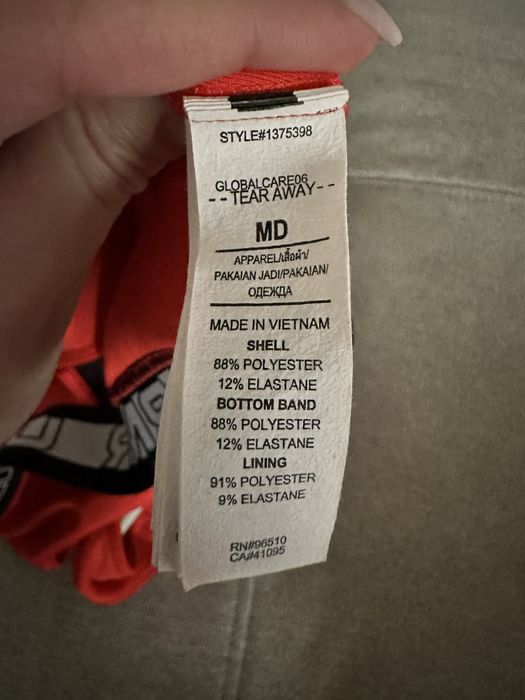 STYLE#1375398
GLOBALCARE06
--TEAR AWAY--
MD
APPAREL/เสื้อผ้า/
PAKAIAN JADI/PAKAIAN/
ОДЕЖДА
MADE IN VIETNAM
SHELL
88% POLYESTER
12% ELASTANE
BOTTOM BAND
88% POLYESTER
12% ELASTANE
LINING
91% POLYESTER
9% ELASTANE
RN#96510
CA#41095